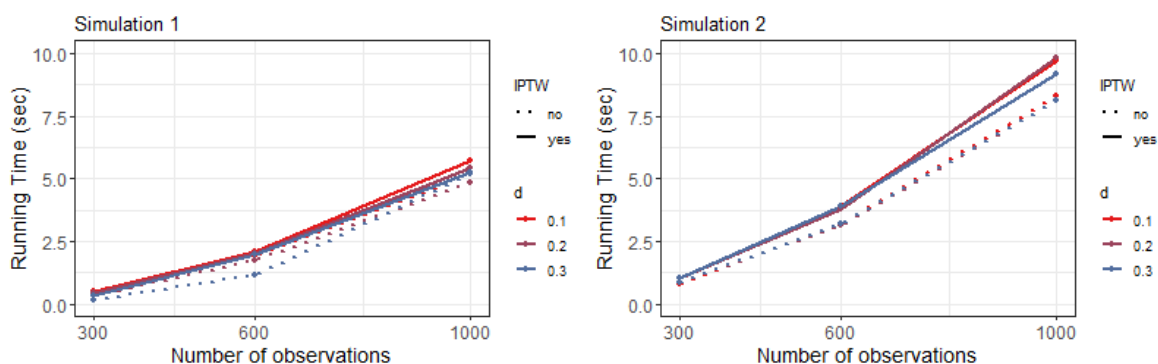 Simulation 1
10.0
7.5
5.0
2.5
0.0
Running Time (sec)
300 600 1000
Number of observations
IPTW
no
yes
d
0.1
0.2
0.3
Simulation 2
10.0
7.5
5.0
2.5
0.0
Running Time (sec)
300 600 1000
Number of observations
IPTW
no
yes
d
0.1
0.2
0.3